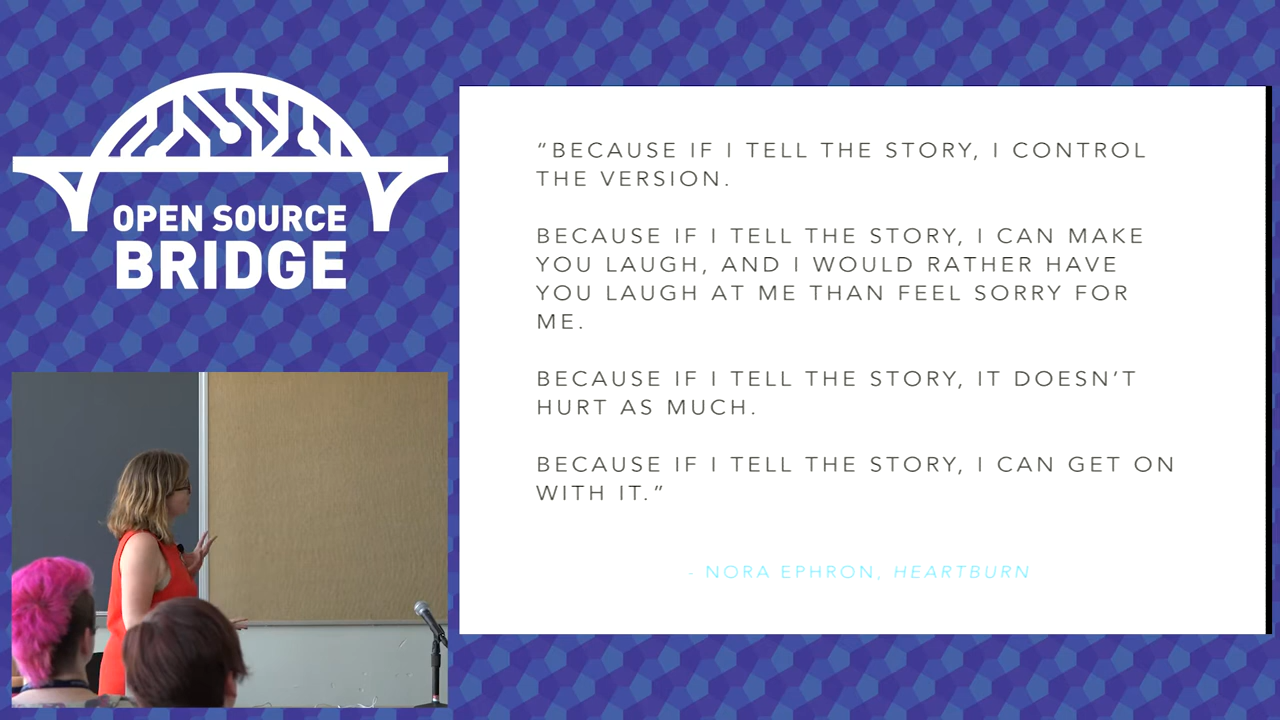 OPEN SOURCE
BRIDGE
“BECAUSE IF I TELL THE STORY, I CONTROL
THE VERSION.
BECAUSE IF I TELL THE STORY, I CAN MAKE
YOU LAUGH, AND I WOULD RATHER HAVE
YOU LAUGH AT ME THAN FEEL SORRY FOR
ME.
BECAUSE IF I TELL THE STORY, IT DOESN’T
HURT AS MUCH.
BECAUSE IF I TELL THE STORY, I CAN GET ON
WITH IT.”
- NORA EPHRON, HEARTBURN